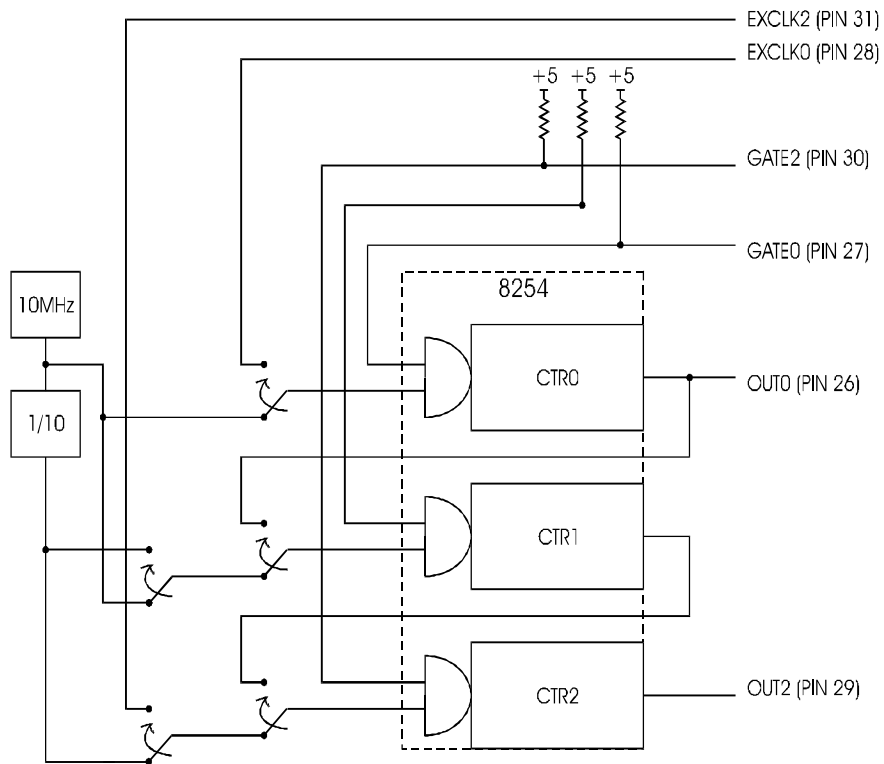 EXCLK2 (PIN 31)
EXCLK0 (PIN 28)
+5 +5 +5
GATE2 (PIN 30)
GATE0 (PIN 27)
10MHz
8254
CTR0
OUT0 (PIN 26)
1/10
CTR1
CTR2
OUT2 (PIN 29)